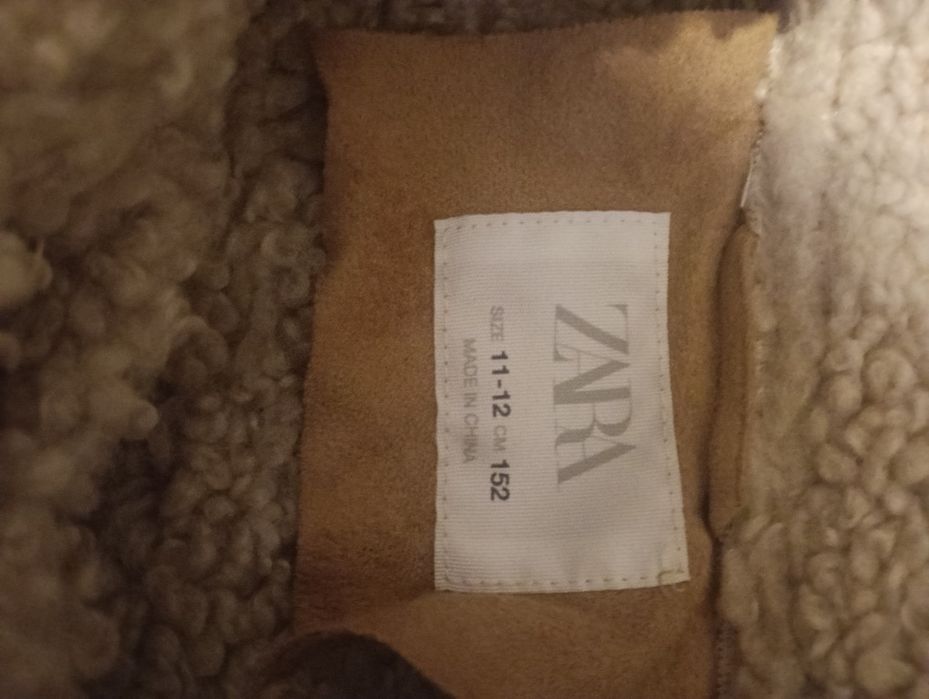 ZARA
SIZE 11-12 CM 152
MADE IN CHINA